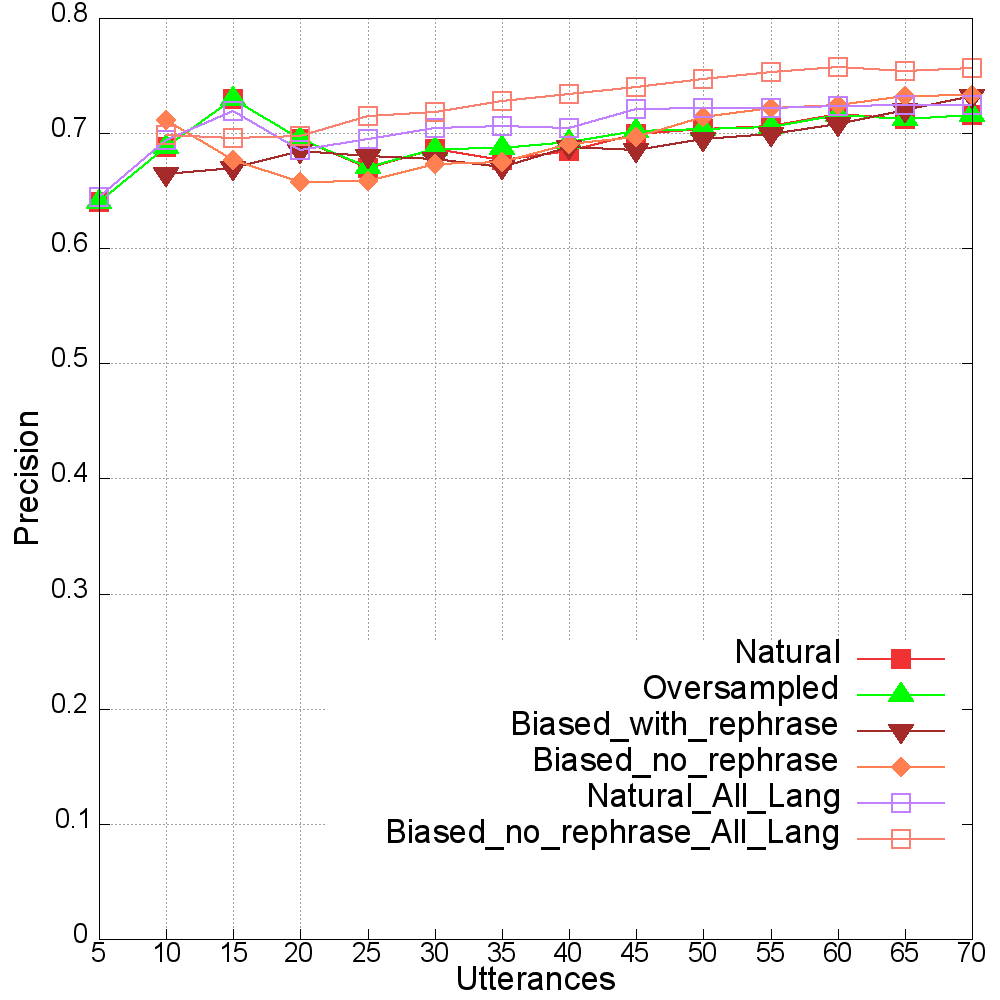 0.8
0.7
0.6
0.5
0.4
0.3
0.2
0.1
0
Precision
Natural
Oversampled
Biased_with_rephrase
Biased_no_rephrase
Natural_All_Lang
Biased_no_rephrase_All_Lang
5 10 15 20 25 30 35 40 45 50 55 60 65 70
Utterances